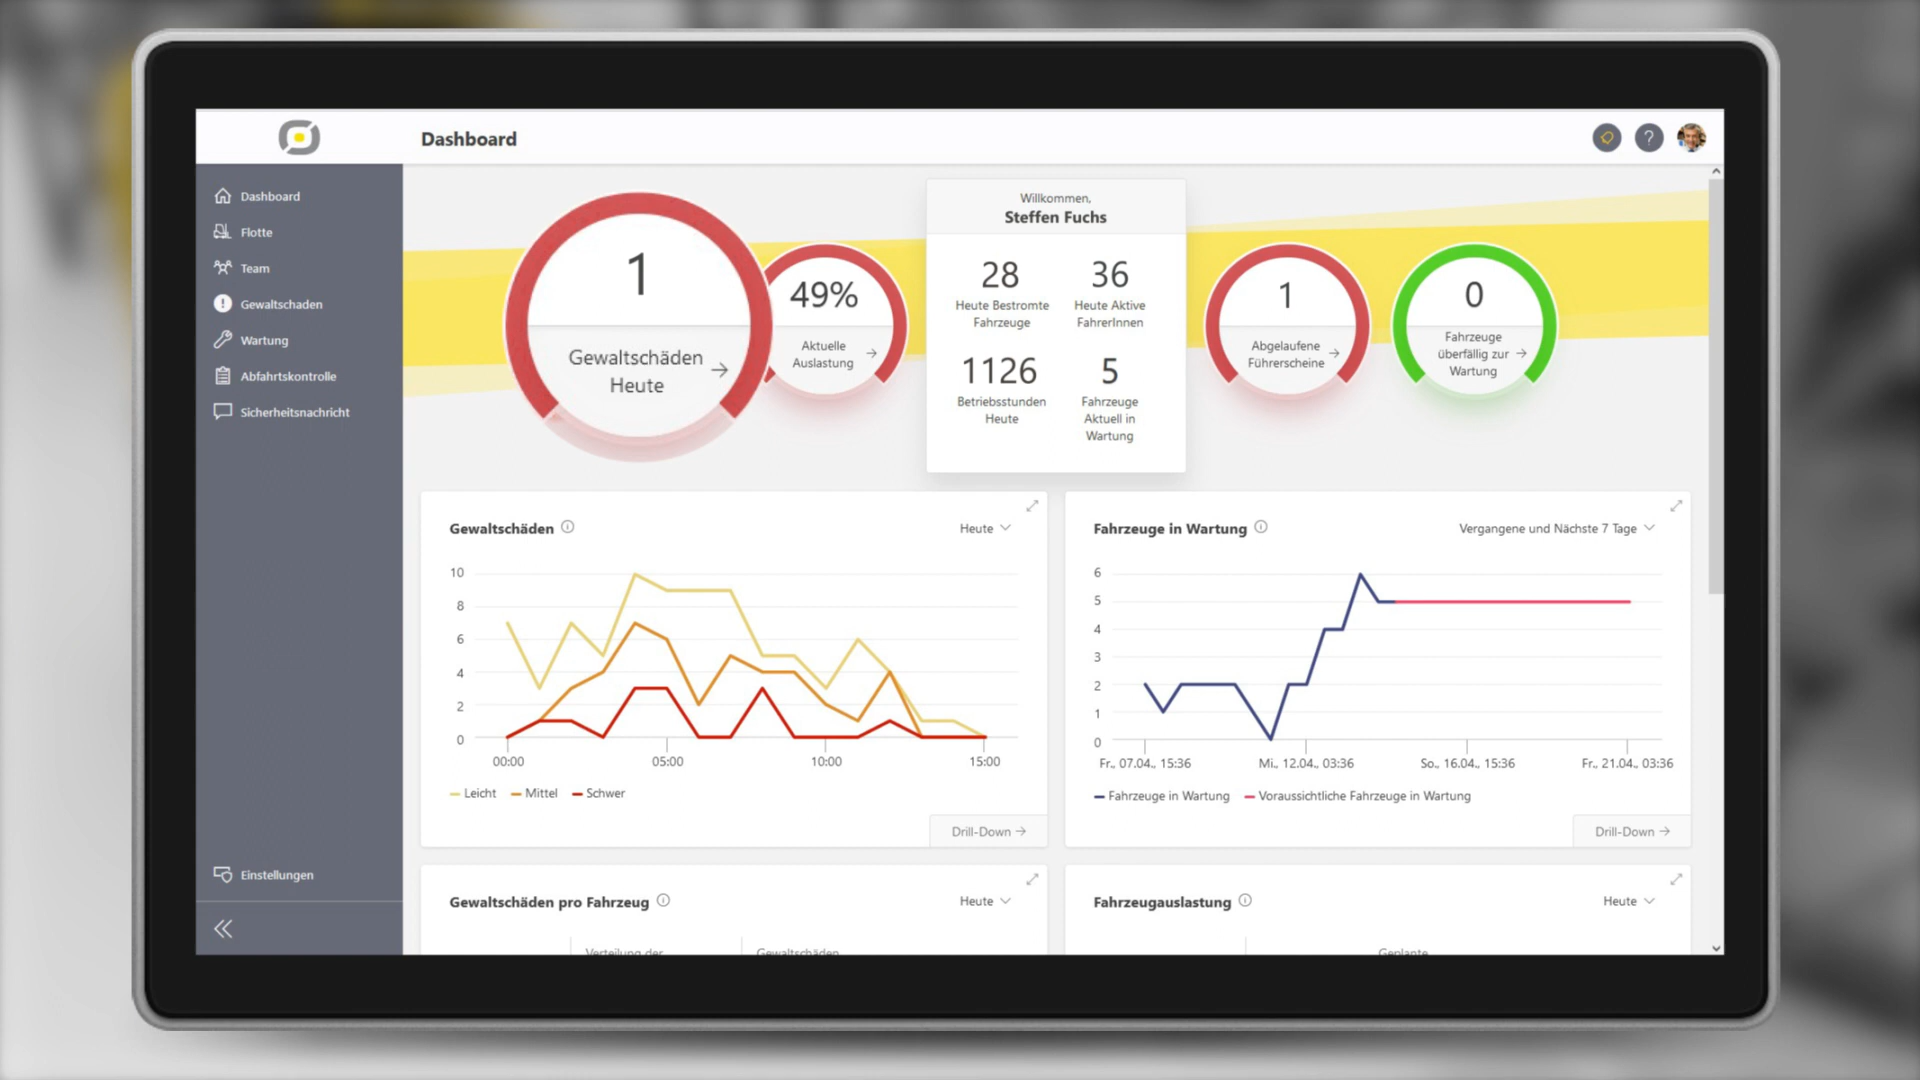 Dashboard
?
Dashboard
Flotte
Team
Gewaltschaden
Wartung
Abfahrtskontrolle
Sicherheitsnachricht
Einstellungen
1
Gewaltschäden
Heute
49%
Aktuelle
Auslastung
Willkommen,
Steffen Fuchs
28
Heute Bestromte
Fahrzeuge
36
Heute Aktive
FahrerInnen
1126
Betriebsstunden
Heute
5
Fahrzeuge
Aktuell in
Wartung
1
Abgelaufene
Führerscheine
0
Fahrzeuge
überfällig zur
Wartung
Gewaltschäden
Heute
10
8
6
4
2
0
00:00 05:00 10:00 15:00
Leicht Mittel Schwer
Drill-Down
Fahrzeuge in Wartung
Vergangene und Nächste 7 Tage
6
5
4
3
2
1
0
Fr., 07.04., 15:36 Mi., 12.04., 03:36 So., 16.04., 15:36 Fr., 21.04., 03:36
Fahrzeuge in Wartung Voraussichtliche Fahrzeuge in Wartung
Drill-Down
Gewaltschäden pro Fahrzeug
Heute
Verteilung der Gewaltschäden
Fahrzeugauslastung
Heute
Geplante